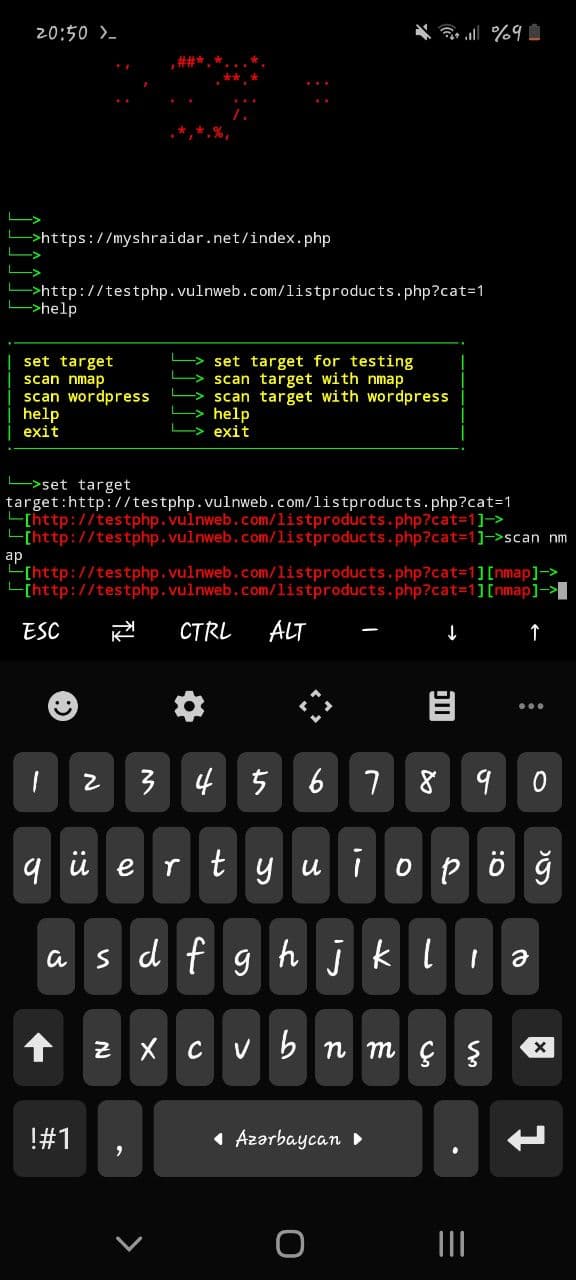 20:50 >_ %9
., ,##*.*...*.
, .**.* ...
.. . . ... ..
/.
.*,*.%,
└──>
└──>https://myshraidar.net/index.php
└──>
└──>
└──>http://testphp.vulnweb.com/listproducts.php?cat=1
└──>help
| set target └──> set target for testing |
| scan nmap └──> scan target with nmap |
| scan wordpress └──> scan target with wordpress |
| help └──> help |
| exit └──> exit |
└──>set target
target:http://testphp.vulnweb.com/listproducts.php?cat=1
└─[http://testphp.vulnweb.com/listproducts.php?cat=1]─>
└─[http://testphp.vulnweb.com/listproducts.php?cat=1]─>scan nm
ap
└─[http://testphp.vulnweb.com/listproducts.php?cat=1][nmap]─>
└─[http://testphp.vulnweb.com/listproducts.php?cat=1][nmap]─>
ESC ⇆ CTRL ALT – ↓ ↑
1 2 3 4 5 6 7 8 9 0
q ü e r t y u i o p ö ğ
a s d f g h j k l ı ə
z x c v b n m ç ş
!#1 , Azərbaycan .